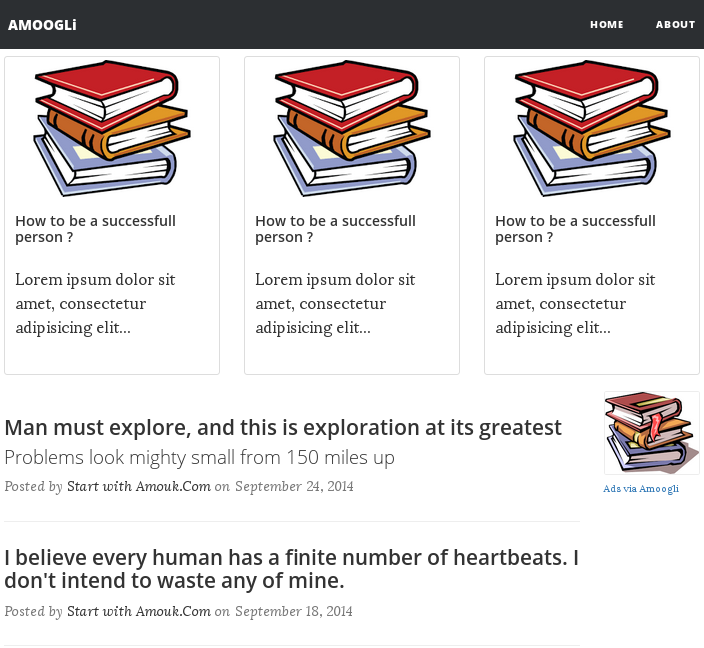 AMOOGLi
HOME ABOUT
How to be a successfull
person ?
Lorem ipsum dolor sit
amet, consectetur
adipisicing elit...
How to be a successfull
person ?
Lorem ipsum dolor sit
amet, consectetur
adipisicing elit...
How to be a successfull
person ?
Lorem ipsum dolor sit
amet, consectetur
adipisicing elit...
Man must explore, and this is exploration at its greatest
Problems look mighty small from 150 miles up
Posted by Start with Amouk.Com on September 24, 2014
Ads via Amoogli
I believe every human has a finite number of heartbeats. I
don't intend to waste any of mine.
Posted by Start with Amouk.Com on September 18, 2014